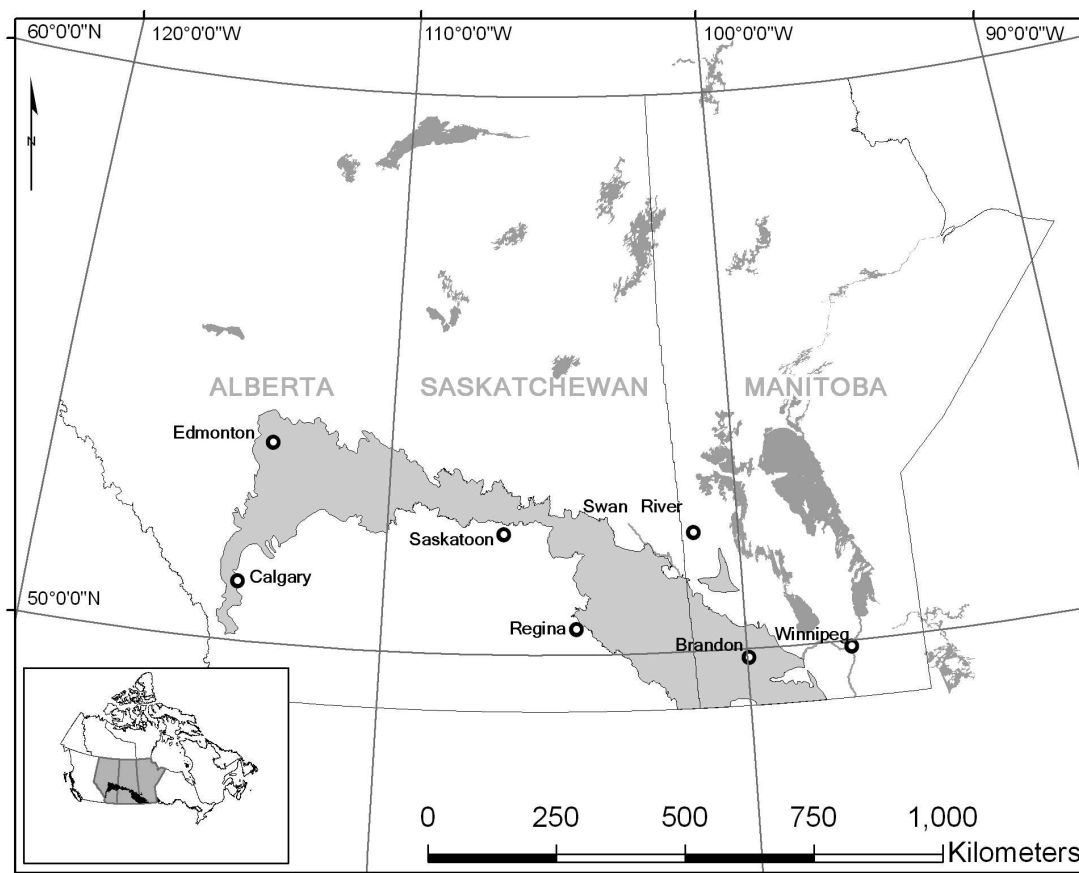 60°0'0"N
120°0'0"W
110°0'0"W
100°0'0"W
90°0'0"W
N
ALBERTA
SASKATCHEWAN
MANITOBA
Edmonton
Swan River
Saskatoon
Calgary
50°0'0"N
Regina
Brandon
Winnipeg
0
250
500
750
1,000
Kilometers